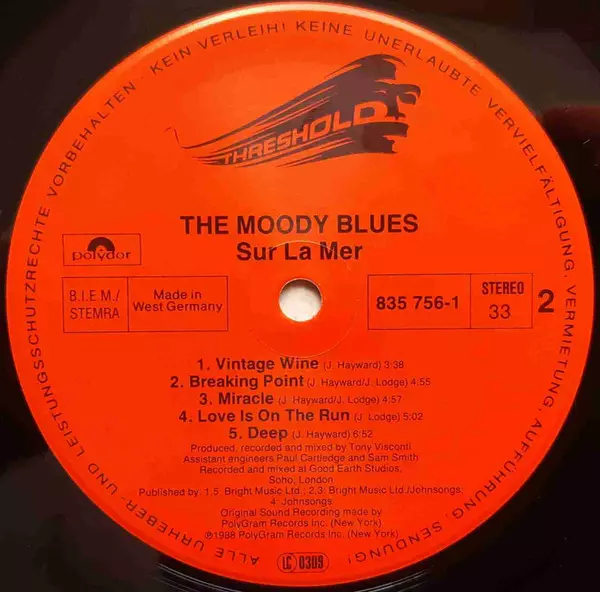 ALLE URHEBER- UND LEISTUNGSSCHUTZRECHTE VORBEHALTEN · KEIN VERLEIH! KEINE UNERLAUBTE VERVIELFÄLTIGUNG, VERMIETUNG, AUFFÜHRUNG, SENDUNG!
THRESHOLD
THE MOODY BLUES
Sur La Mer
polydor
B.I.E.M./
STEMRA
Made in
West Germany
835 756-1
STEREO
33
2
1. Vintage Wine (J. Hayward) 3:38
2. Breaking Point (J. Hayward/J. Lodge) 4:55
3. Miracle (J. Hayward/J. Lodge) 4:57
4. Love Is On The Run (J. Lodge) 5:02
5. Deep (J. Hayward) 6:52
Produced, recorded and mixed by Tony Visconti
Assistant engineers Paul Cartledge and Sam Smith
Recorded and mixed at Good Earth Studios,
Soho, London
Published by: 1,5: Bright Music Ltd.; 2,3: Bright Music Ltd./Johnsongs;
4: Johnsongs
Original Sound Recording made by
PolyGram Records Inc. (New York)
℗1988 PolyGram Records Inc. (New York)
LC 0309